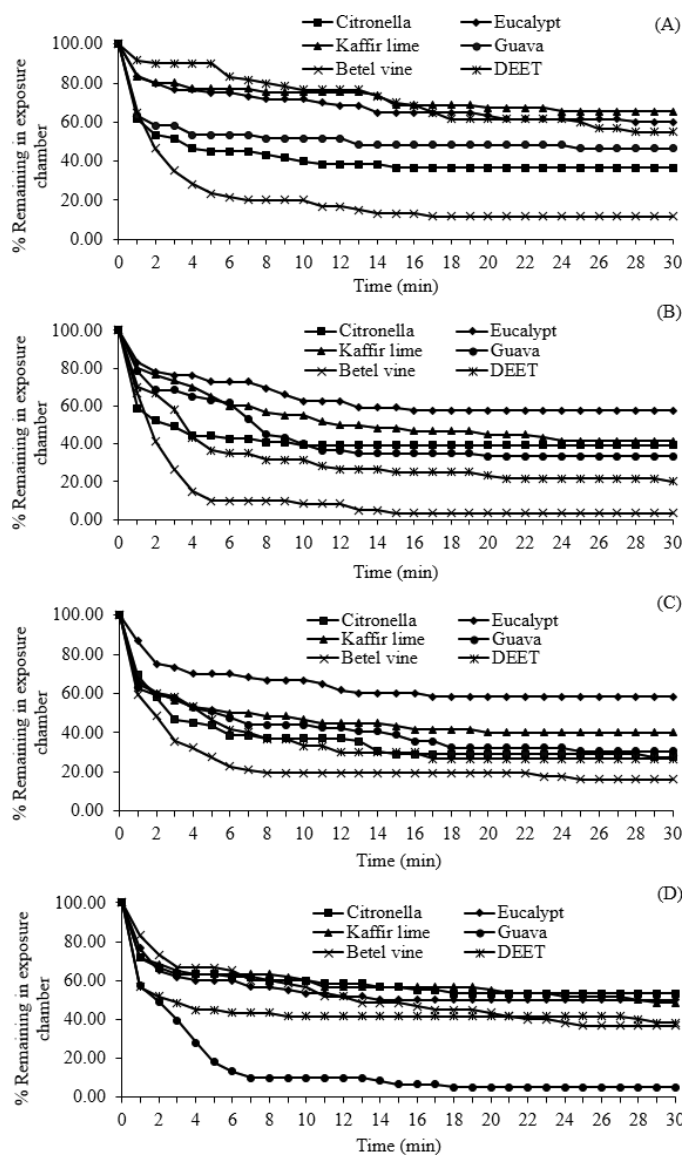 (A)
Citronella Eucalypt
Kaffir lime Guava
Betel vine DEET
% Remaining in exposure
chamber
100.00
80.00
60.00
40.00
20.00
0.00
0 2 4 6 8 10 12 14 16 18 20 22 24 26 28 30
Time (min)
(B)
Citronella Eucalypt
Kaffir lime Guava
Betel vine DEET
% Remaining in exposure
chamber
100.00
80.00
60.00
40.00
20.00
0.00
0 2 4 6 8 10 12 14 16 18 20 22 24 26 28 30
Time (min)
(C)
Citronella Eucalypt
Kaffir lime Guava
Betel vine DEET
% Remaining in exposure
chamber
100.00
80.00
60.00
40.00
20.00
0.00
0 2 4 6 8 10 12 14 16 18 20 22 24 26 28 30
Time (min)
(D)
Citronella Eucalypt
Kaffir lime Guava
Betel vine DEET
% Remaining in exposure
chamber
100.00
80.00
60.00
40.00
20.00
0.00
0 2 4 6 8 10 12 14 16 18 20 22 24 26 28 30
Time (min)